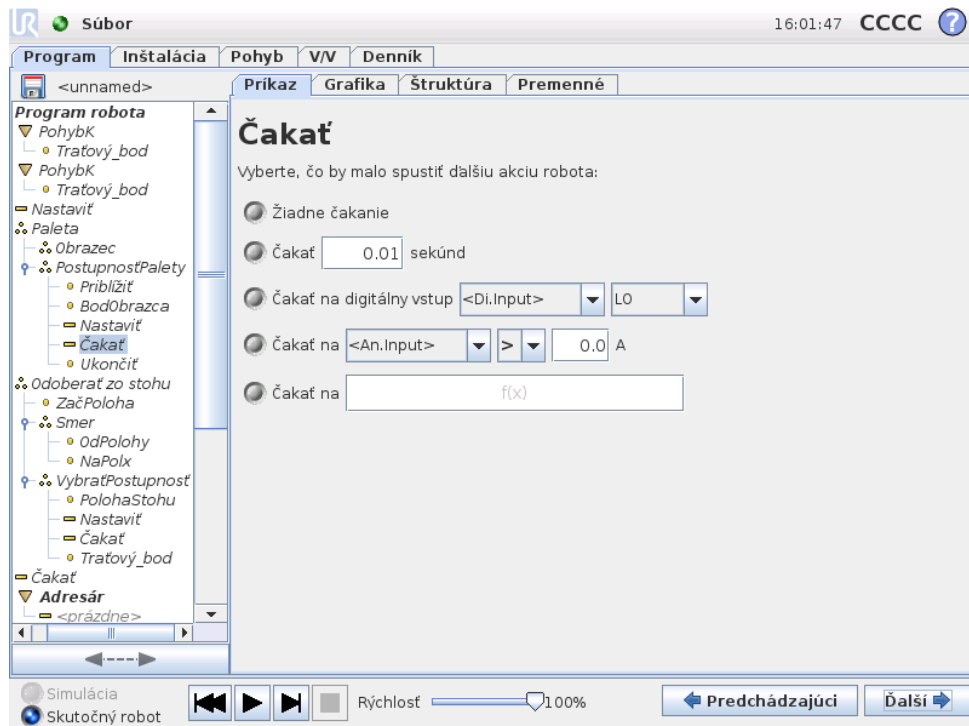 UR Súbor 16:01:47 CCCC ?
Program Inštalácia Pohyb V/V Denník
<unnamed>
Príkaz Grafika Štruktúra Premenné
Program robota
PohybK
Traťový_bod
PohybK
Traťový_bod
Nastaviť
Paleta
Obrazec
PostupnosťPalety
Priblížiť
BodObrazca
Nastaviť
Čakať
Ukončiť
Odoberať zo stohu
ZačPoloha
Smer
OdPolohy
NaPolx
VybraťPostupnosť
PolohaStohu
Nastaviť
Čakať
Traťový_bod
Čakať
Adresár
<prázdne>
Čakať
Vyberte, čo by malo spustiť ďalšiu akciu robota:
Žiadne čakanie
Čakať 0.01 sekúnd
Čakať na digitálny vstup <Di.Input> LO
Čakať na <An.Input> > 0.0 A
Čakať na f(x)
Simulácia
Skutočný robot
Rýchlosť 100%
Predchádzajúci Ďalší